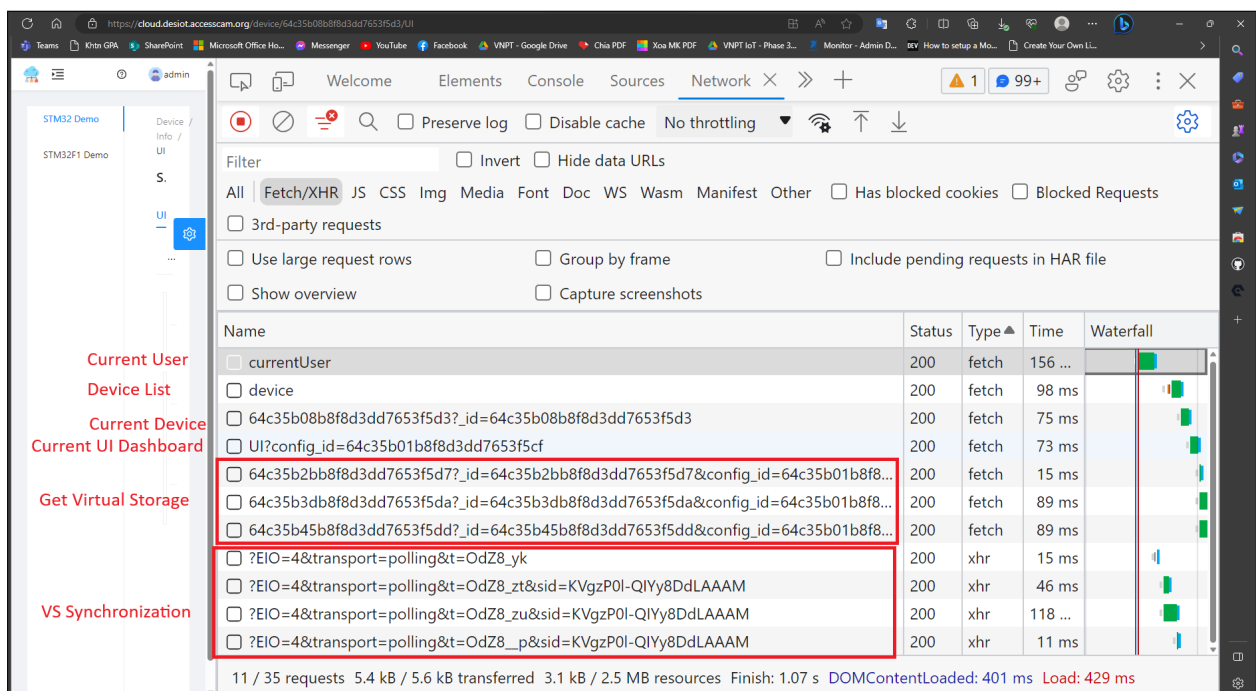 https://cloud.desiot.accesscam.org/device/64c35b08b8f8d3dd7653f5d3/UI
Teams Khtn GPA SharePoint Microsoft Office Ho... Messenger YouTube Facebook VNPT - Google Drive Chia PDF Xoa MK PDF VNPT IoT - Phase 3... Monitor - Admin D... DEV How to setup a Mo... Create Your Own Li...
admin
STM32 Demo
STM32F1 Demo
Device /
Info /
UI
S.
UI
...
Welcome Elements Console Sources Network 1 99+
Preserve log Disable cache No throttling
Filter Invert Hide data URLs
All Fetch/XHR JS CSS Img Media Font Doc WS Wasm Manifest Other Has blocked cookies Blocked Requests
3rd-party requests
Use large request rows Group by frame Include pending requests in HAR file
Show overview Capture screenshots
Name Status Type Time Waterfall
Current User currentUser 200 fetch 156 ...
Device List device 200 fetch 98 ms
Current Device 64c35b08b8f8d3dd7653f5d3?_id=64c35b08b8f8d3dd7653f5d3 200 fetch 75 ms
Current UI Dashboard UI?config_id=64c35b01b8f8d3dd7653f5cf 200 fetch 73 ms
64c35b2bb8f8d3dd7653f5d7?_id=64c35b2bb8f8d3dd7653f5d7&config_id=64c35b01b8f8... 200 fetch 15 ms
Get Virtual Storage 64c35b3db8f8d3dd7653f5da?_id=64c35b3db8f8d3dd7653f5da&config_id=64c35b01b8f8... 200 fetch 89 ms
64c35b45b8f8d3dd7653f5dd?_id=64c35b45b8f8d3dd7653f5dd&config_id=64c35b01b8f8... 200 fetch 89 ms
?EIO=4&transport=polling&t=OdZ8_yk 200 xhr 15 ms
?EIO=4&transport=polling&t=OdZ8_zt&sid=KVgzP0l-QIYy8DdLAAAM 200 xhr 46 ms
VS Synchronization ?EIO=4&transport=polling&t=OdZ8_zu&sid=KVgzP0l-QIYy8DdLAAAM 200 xhr 118 ...
?EIO=4&transport=polling&t=OdZ8__p&sid=KVgzP0l-QIYy8DdLAAAM 200 xhr 11 ms
11 / 35 requests 5.4 kB / 5.6 kB transferred 3.1 kB / 2.5 MB resources Finish: 1.07 s DOMContentLoaded: 401 ms Load: 429 ms